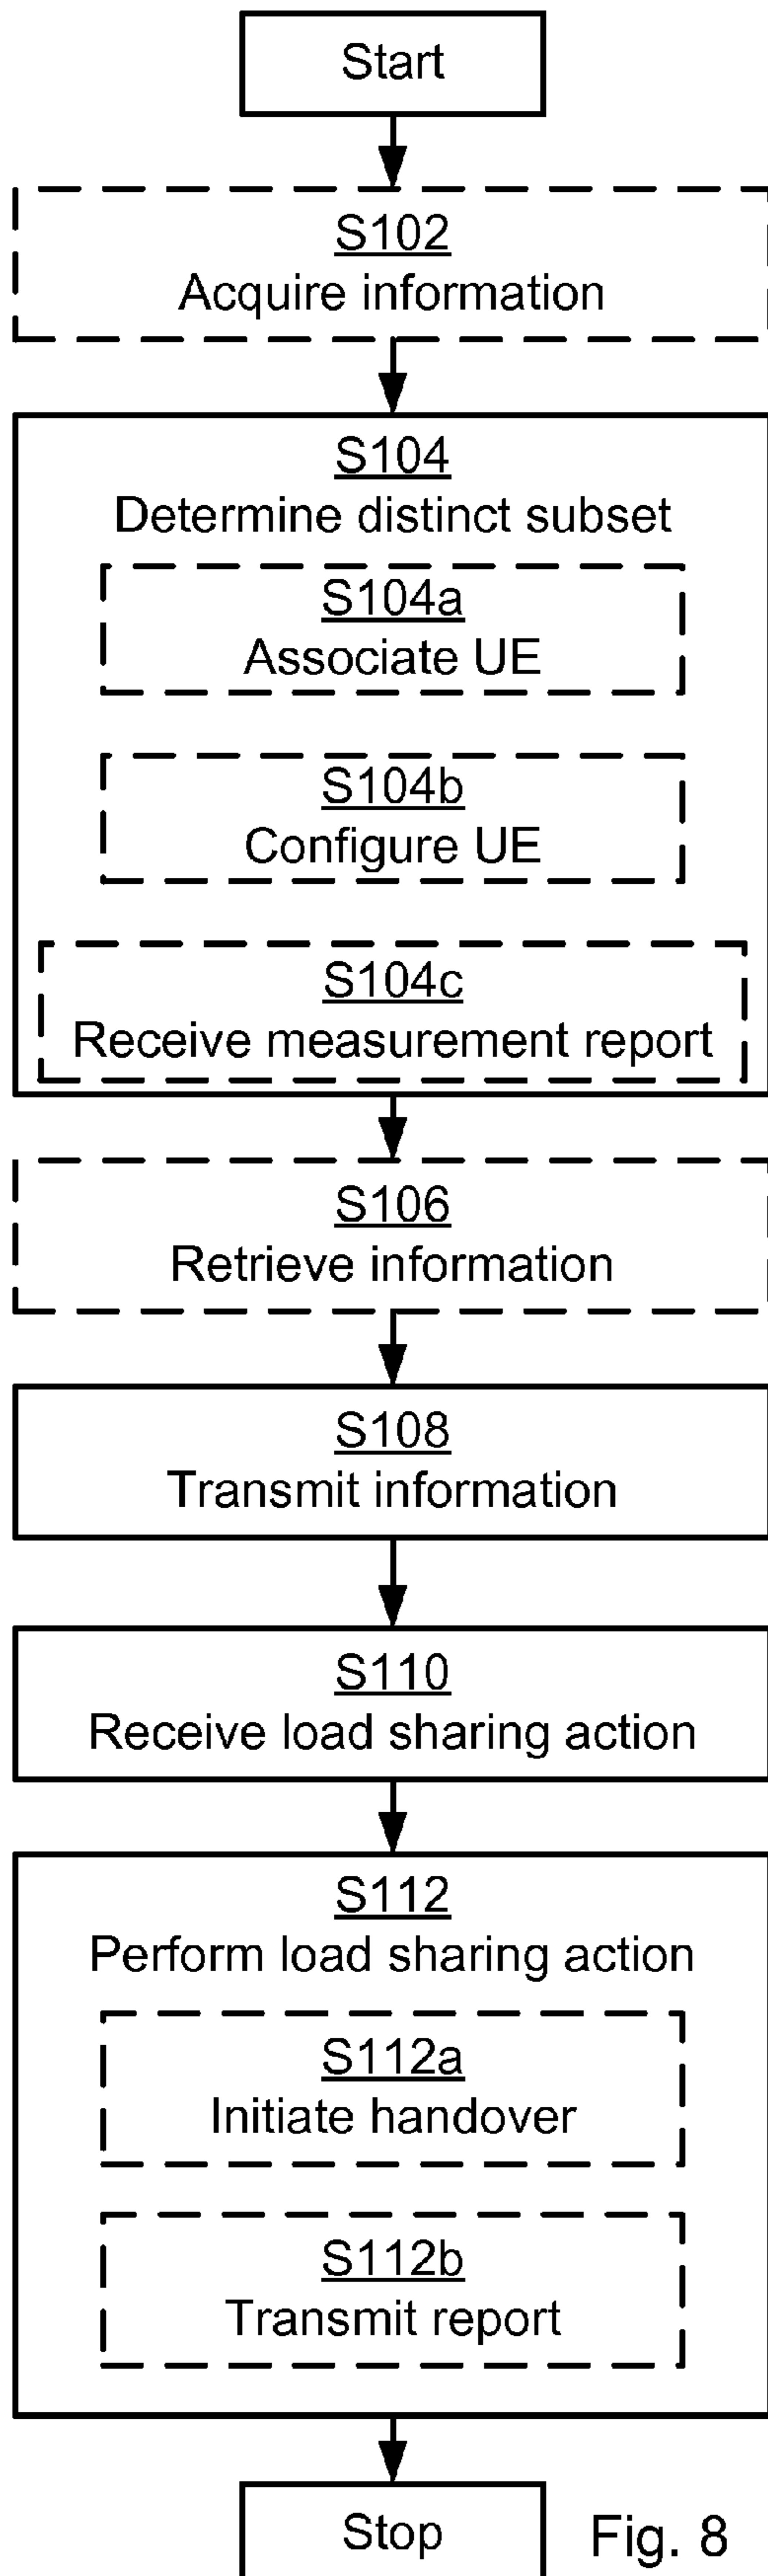 Start
S102
Acquire information
S104
Determine distinct subset
S104a
Associate UE
S104b
Configure UE
S104c
Receive measurement report
S106
Retrieve information
S108
Transmit information
S110
Receive load sharing action
S112
Perform load sharing action
S112a
Initiate handover
S112b
Transmit report
Stop
Fig. 8